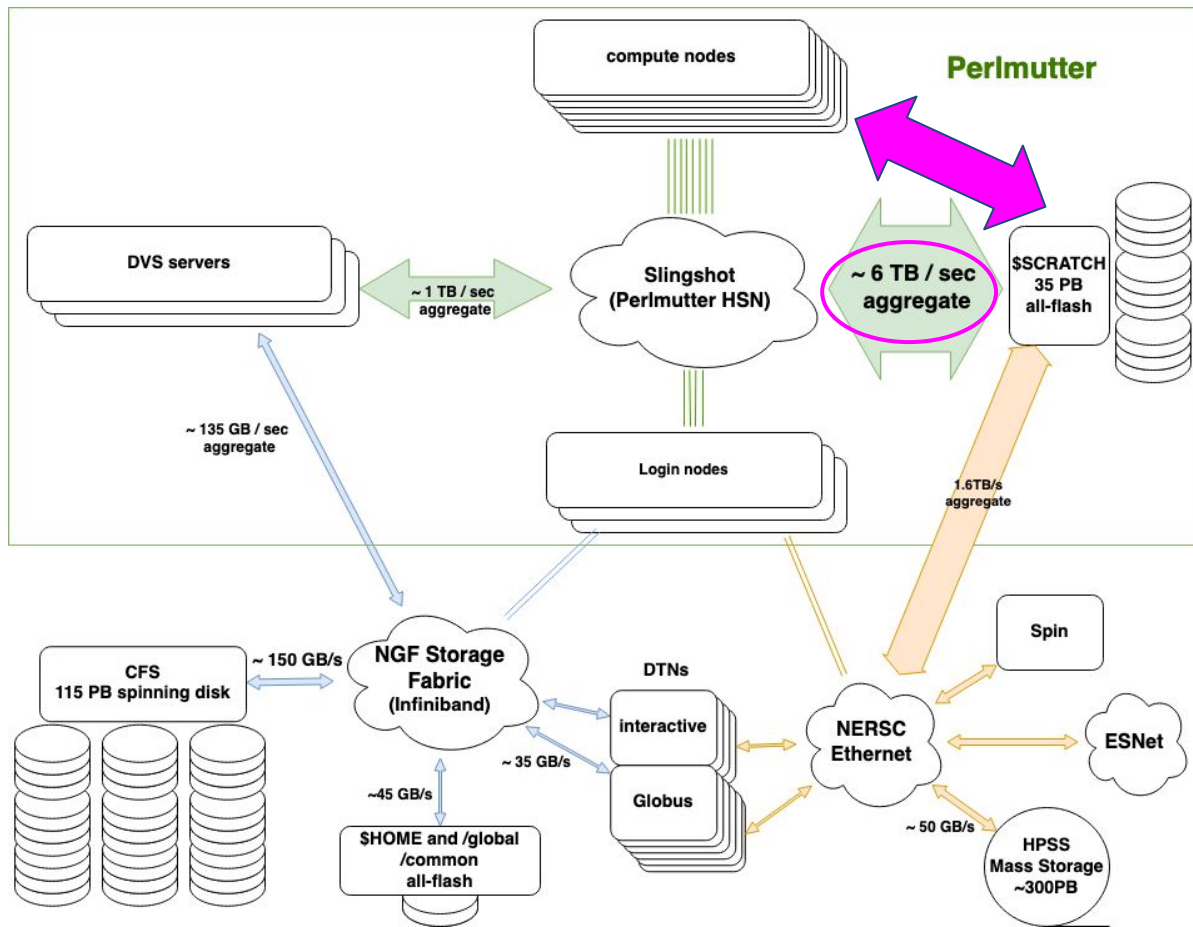 compute nodes
Perlmutter
DVS servers
~ 1 TB / sec
aggregate
Slingshot
(Perlmutter HSN)
~ 6 TB / sec
aggregate
$SCRATCH
35 PB
all-flash
~ 135 GB / sec
aggregate
Login nodes
1.6TB/s
aggregate
CFS
115 PB spinning disk
~ 150 GB/s
NGF Storage
Fabric
(Infiniband)
DTNs
interactive
Globus
~ 35 GB/s
~45 GB/s
$HOME and /global
/common
all-flash
NERSC
Ethernet
Spin
ESNet
~ 50 GB/s
HPSS
Mass Storage
~300PB